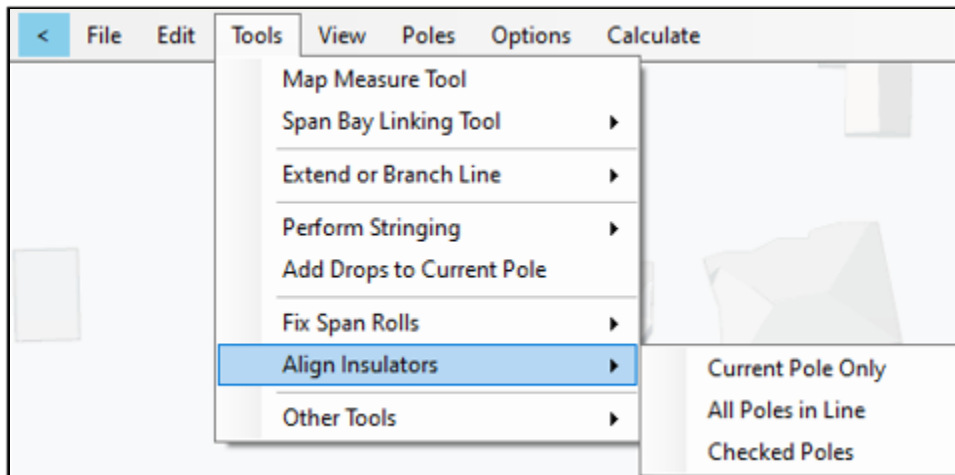 < File Edit Tools View Poles Options Calculate
Map Measure Tool
Span Bay Linking Tool
Extend or Branch Line
Perform Stringing
Add Drops to Current Pole
Fix Span Rolls
Align Insulators
Other Tools
Current Pole Only
All Poles in Line
Checked Poles